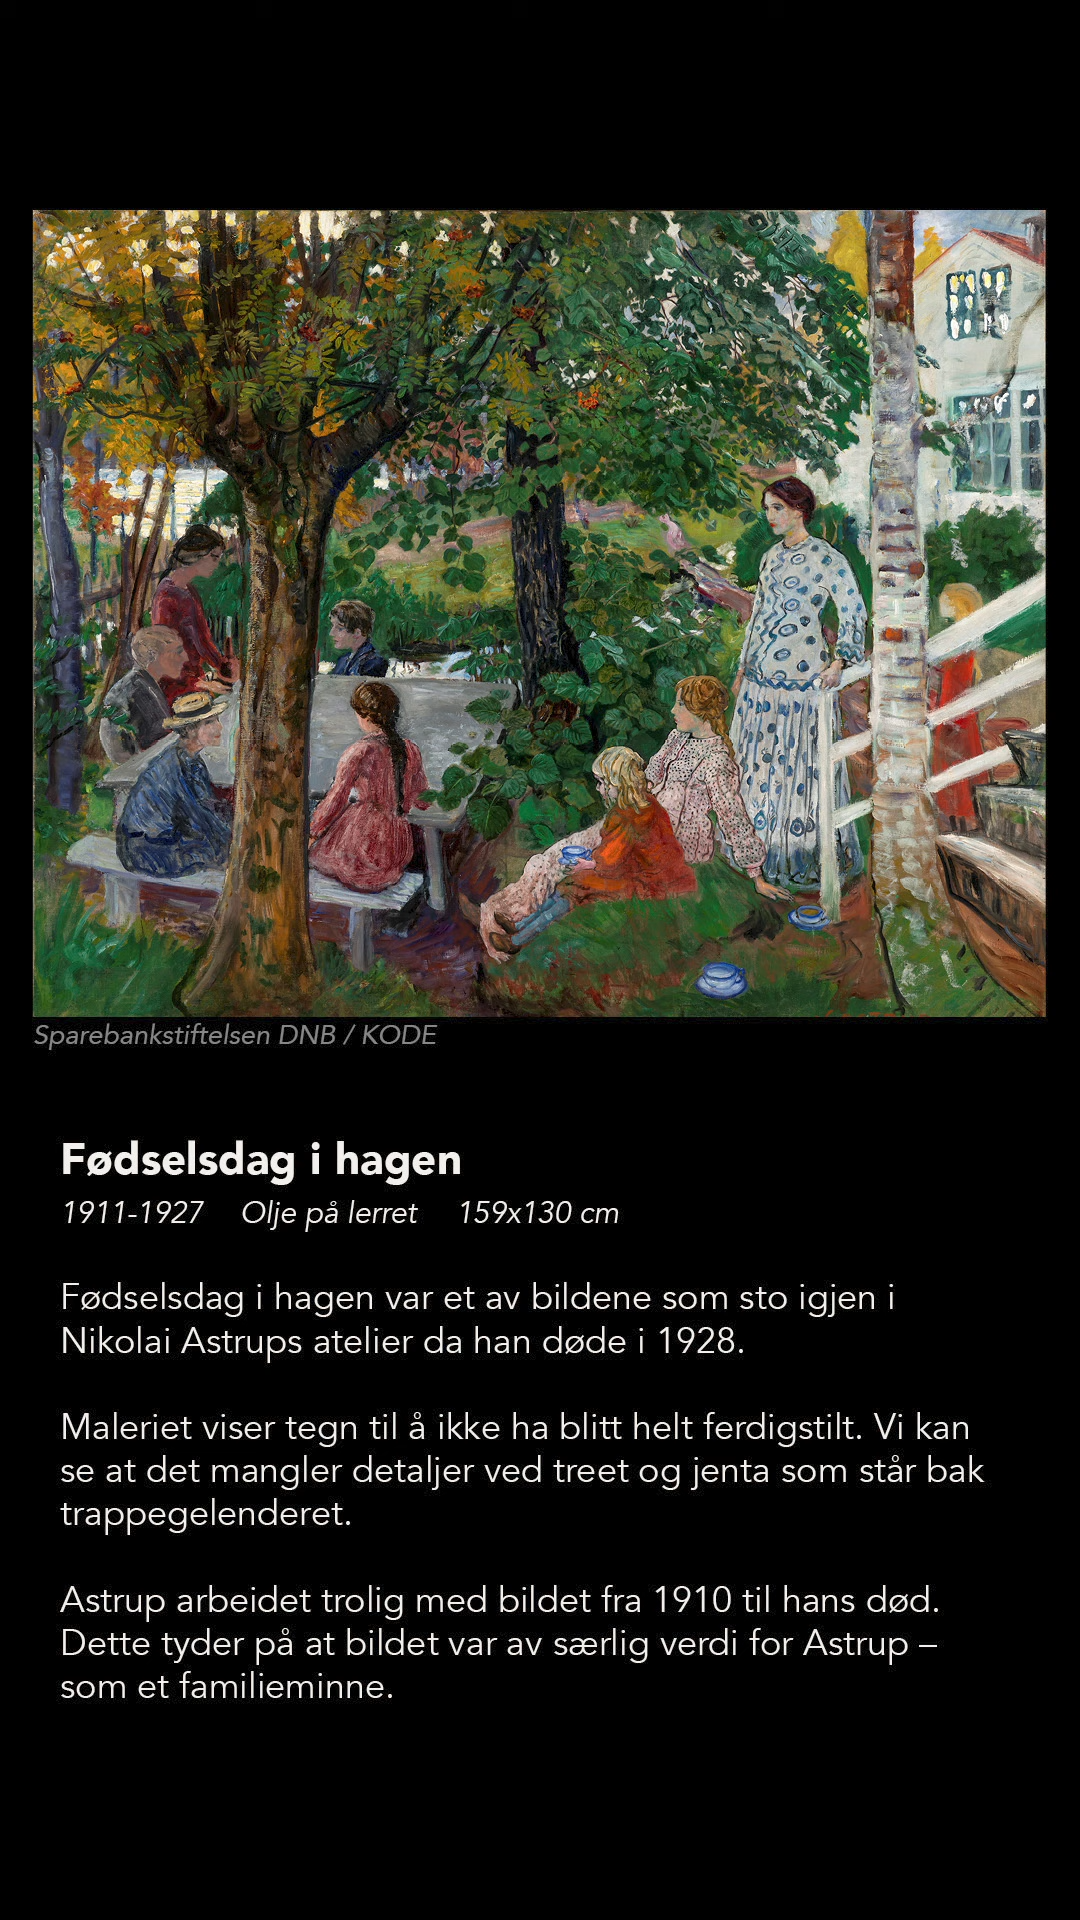 Sparebankstiftelsen DNB / KODE
Fødselsdag i hagen
1911-1927 Olje på lerret 159x130 cm
Fødselsdag i hagen var et av bildene som sto igjen i
Nikolai Astrups atelier da han døde i 1928.
Maleriet viser tegn til å ikke ha blitt helt ferdigstilt. Vi kan
se at det mangler detaljer ved treet og jenta som står bak
trappegelenderet.
Astrup arbeidet trolig med bildet fra 1910 til hans død.
Dette tyder på at bildet var av særlig verdi for Astrup –
som et familieminne.